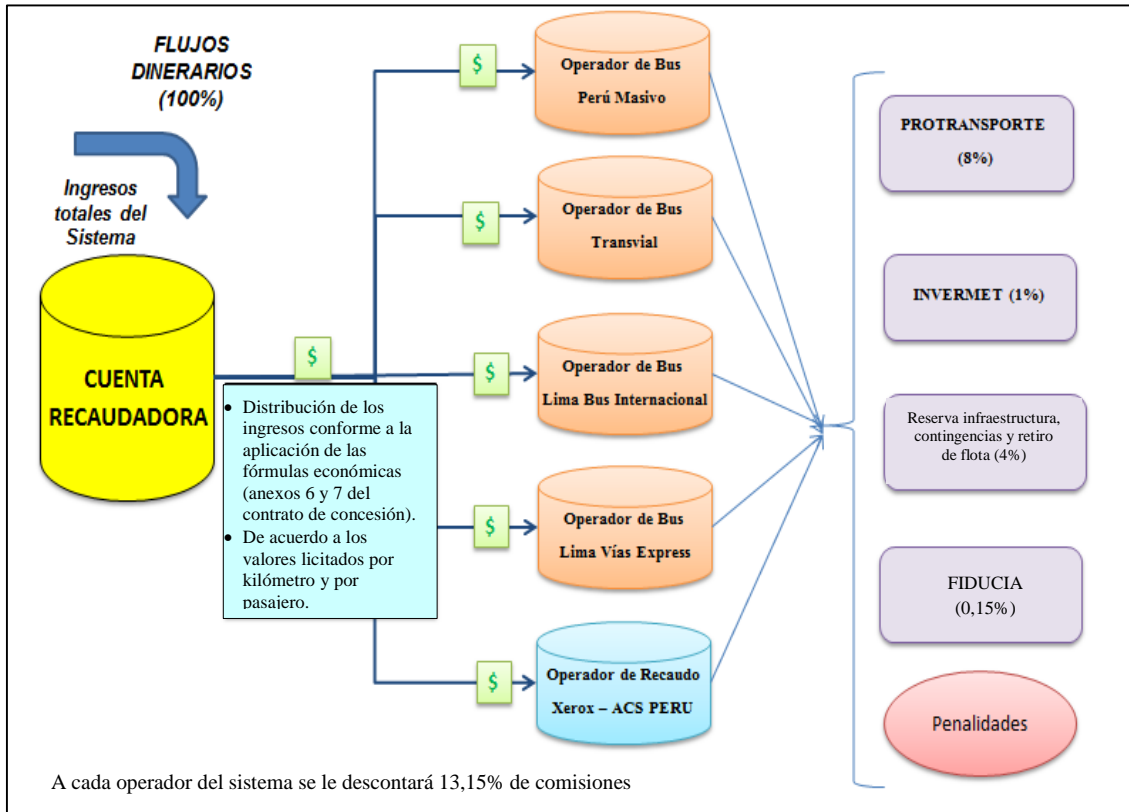 FLUJOS
DINERARIOS
(100%)
Ingresos
totales del
Sistema
CUENTA
RECAUDADORA
$
• Distribución de los
ingresos conforme a la
aplicación de las
fórmulas económicas
(anexos 6 y 7 del
contrato de concesión).
• De acuerdo a los
valores licitados por
kilómetro y por
pasajero.
$
Operador de Bus
Perú Masivo
$
Operador de Bus
Transvial
$
Operador de Bus
Lima Bus Internacional
$
Operador de Bus
Lima Vías Express
$
Operador de Recaudo
Xerox – ACS PERU
PROTRANSPORTE
(8%)
INVERMET (1%)
Reserva infraestructura,
contingencias y retiro
de flota (4%)
FIDUCIA
(0,15%)
Penalidades
A cada operador del sistema se le descontará 13,15% de comisiones